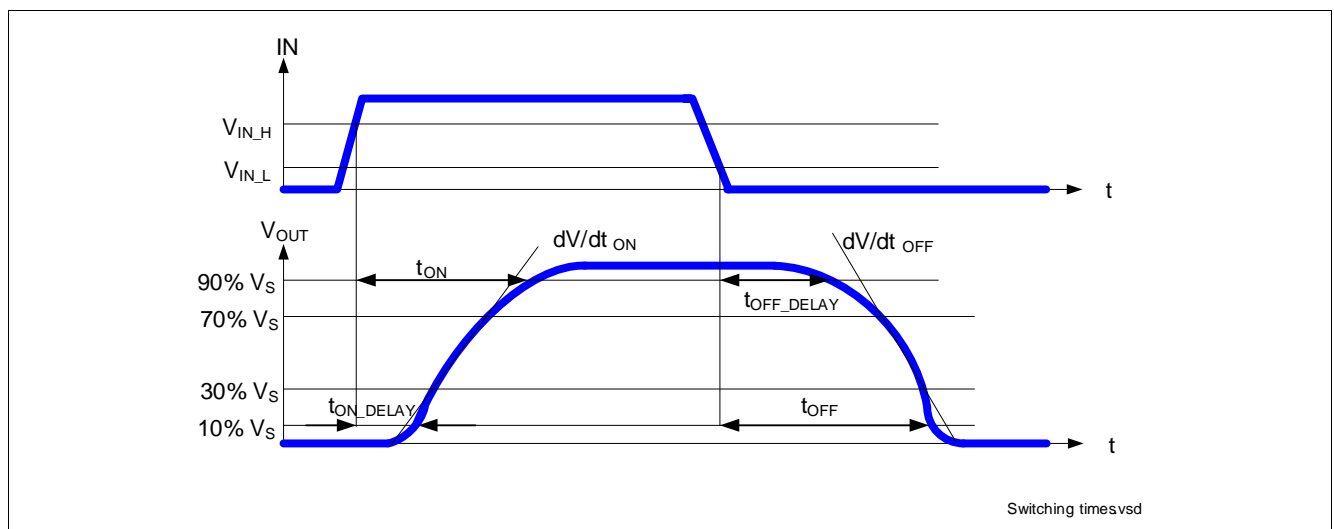 IN
V_IN_H
V_IN_L
t
V_OUT
dV/dt ON
dV/dt OFF
t_ON
90% V_S
t_OFF_DELAY
70% V_S
30% V_S
t_ON_DELAY
t_OFF
10% V_S
t
Switching times.vsd